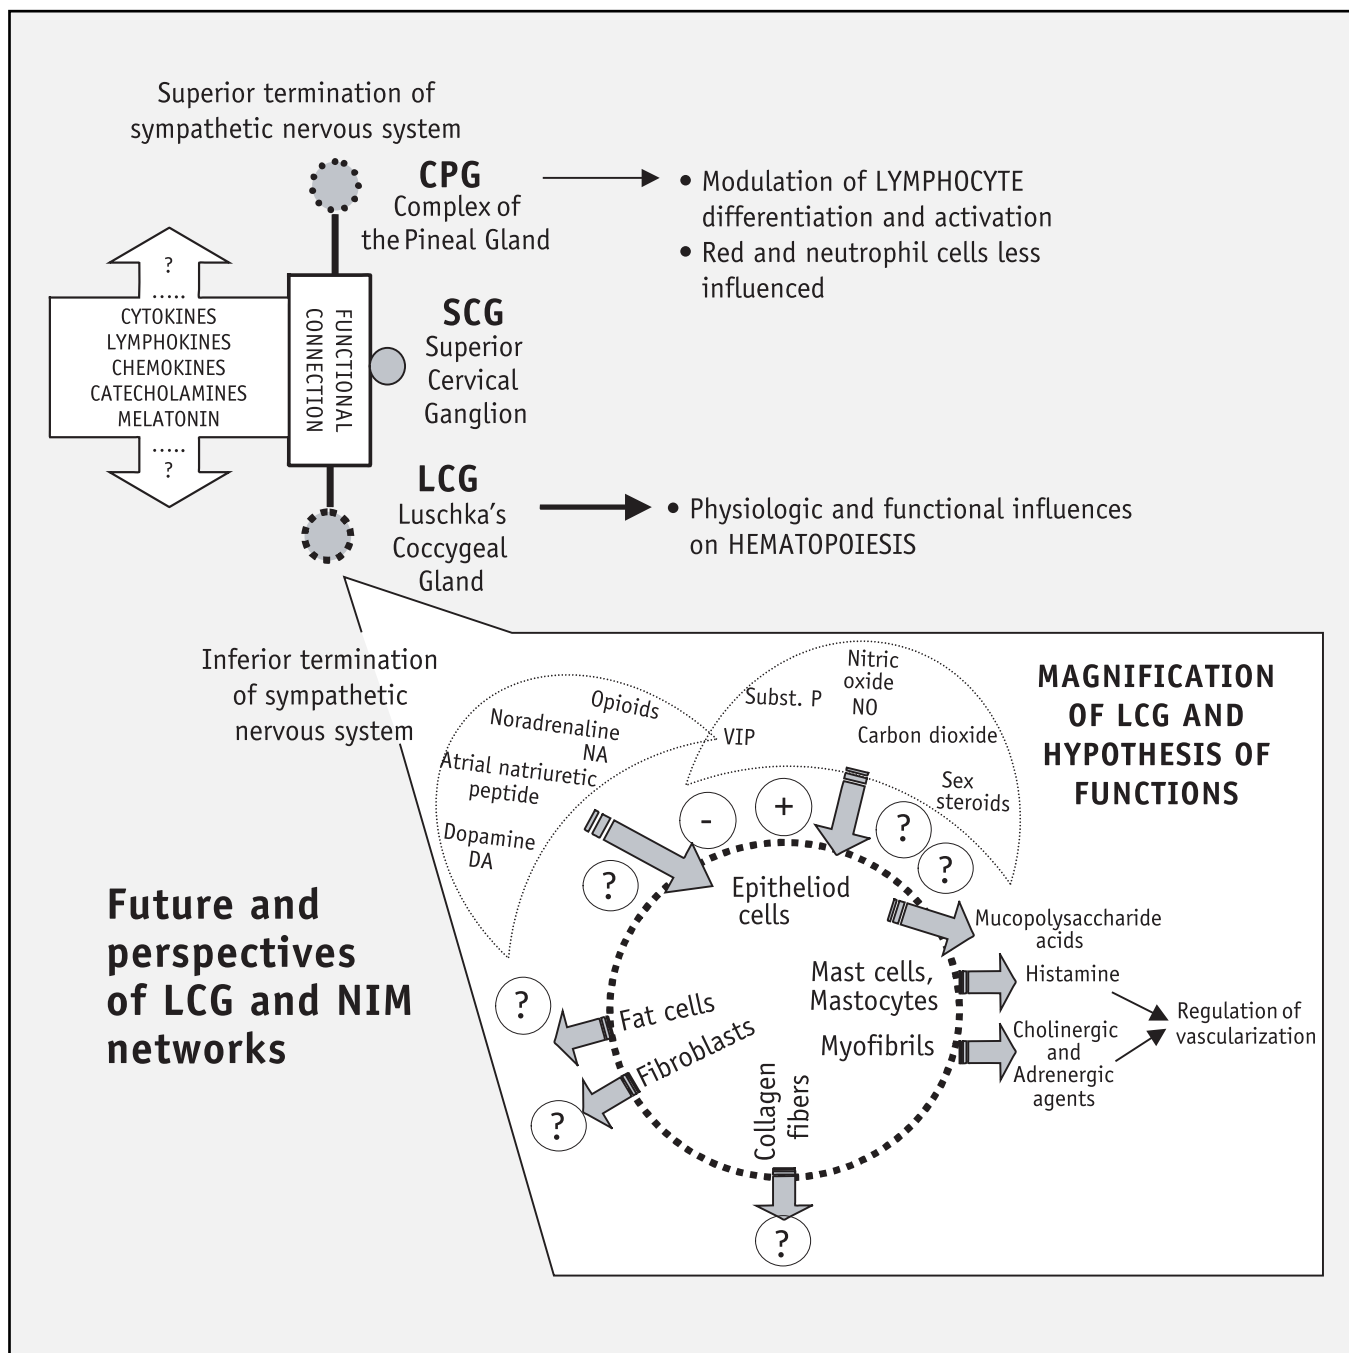 Superior termination of
sympathetic nervous system
CPG
Complex of
the Pineal Gland
• Modulation of LYMPHOCYTE
differentiation and activation
• Red and neutrophil cells less
influenced
?
.....
CYTOKINES
LYMPHOKINES
CHEMOKINES
CATECHOLAMINES
MELATONIN
.....
?
FUNCTIONAL
CONNECTION
SCG
Superior
Cervical
Ganglion
LCG
Luschka's
Coccygeal
Gland
• Physiologic and functional influences
on HEMATOPOIESIS
Inferior termination
of sympathetic
nervous system
MAGNIFICATION
OF LCG AND
HYPOTHESIS OF
FUNCTIONS
Opioids
Noradrenaline
NA
Atrial natriuretic
peptide
Dopamine
DA
Nitric
oxide
NO
Subst. P
VIP
Carbon dioxide
Sex
steroids
-
+
?
?
?
Epitheliod
cells
Mucopolysaccharide
acids
Mast cells,
Mastocytes
Histamine
Myofibrils
Cholinergic
and
Adrenergic
agents
Regulation of
vascularization
Fat cells
?
Fibroblasts
?
Collagen
fibers
?
Future and
perspectives
of LCG and NIM
networks